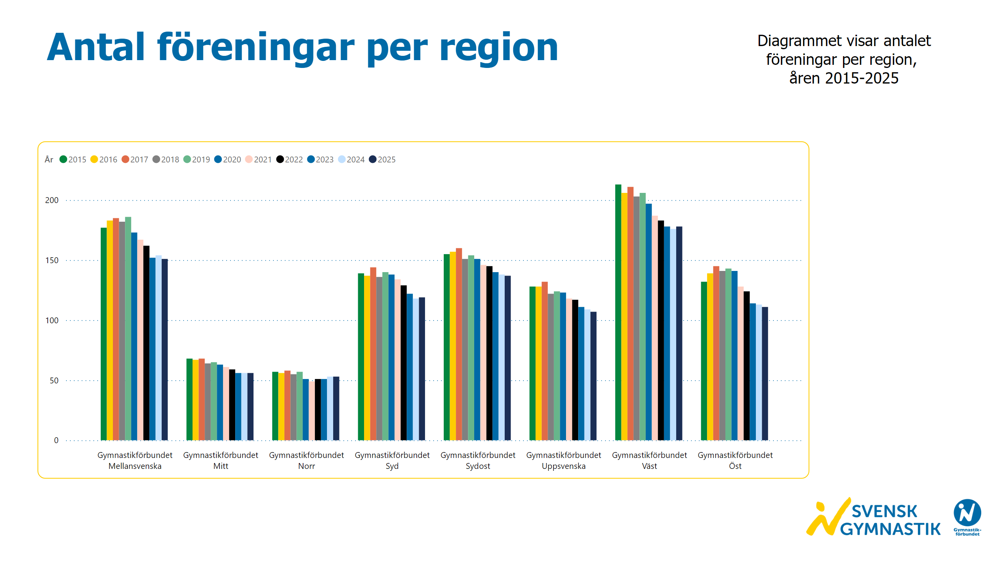 Antal föreningar per region
Diagrammet visar antalet
föreningar per region,
åren 2015-2025
År 2015 2016 2017 2018 2019 2020 2021 2022 2023 2024 2025
200
150
100
50
0
Gymnastikförbundet Mellansvenska
Gymnastikförbundet Mitt
Gymnastikförbundet Norr
Gymnastikförbundet Syd
Gymnastikförbundet Sydost
Gymnastikförbundet Uppsvenska
Gymnastikförbundet Väst
Gymnastikförbundet Öst
SVENSK
GYMNASTIK
Gymnastik-
förbundet